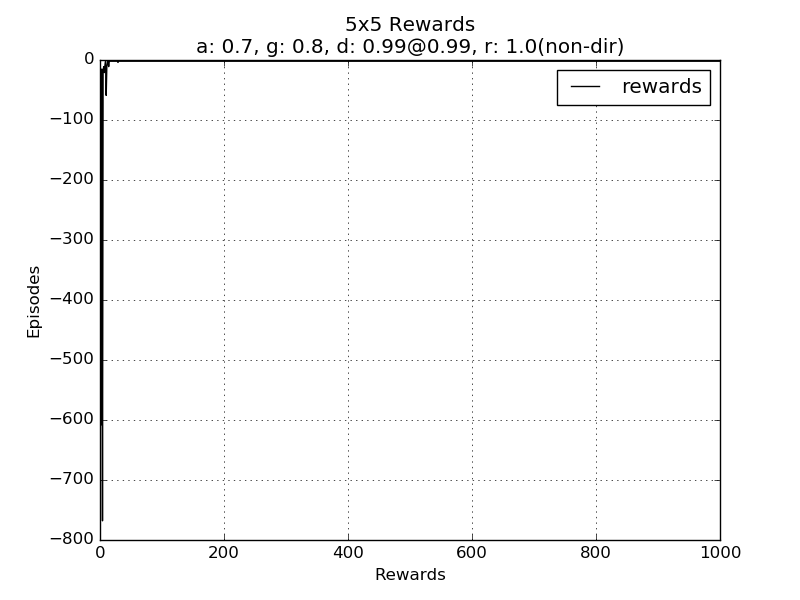 5x5 Rewards
a: 0.7, g: 0.8, d: 0.99@0.99, r: 1.0(non-dir)
rewards
0
−100
−200
−300
−400
−500
−600
−700
−800
Episodes
0 200 400 600 800 1000
Rewards